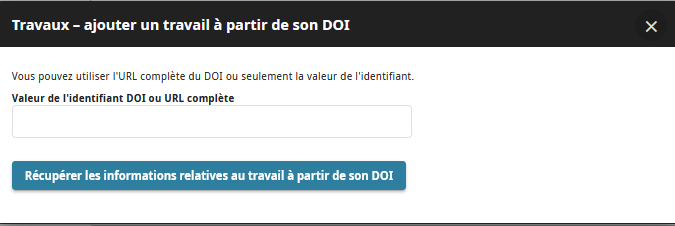 Travaux – ajouter un travail à partir de son DOI
Vous pouvez utiliser l'URL complète du DOI ou seulement la valeur de l'identifiant.
Valeur de l'identifiant DOI ou URL complète
Récupérer les informations relatives au travail à partir de son DOI